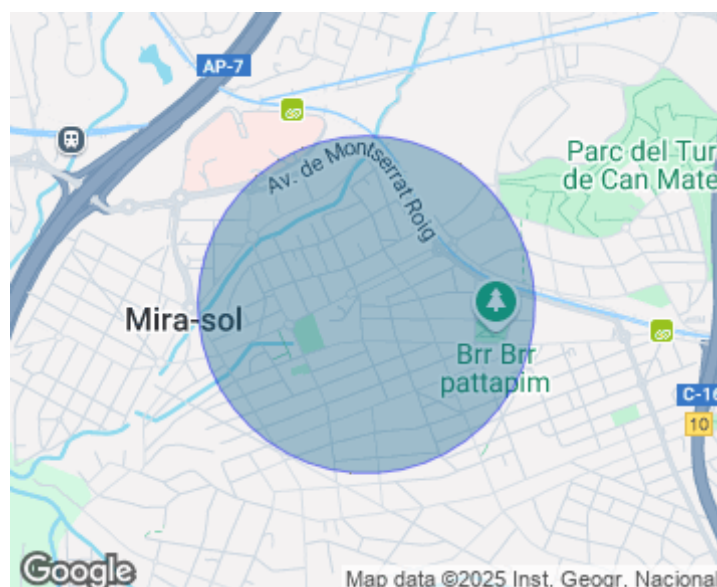 AP-7
Av. de Montserrat Roig
Parc del Tur
de Can Mate
Mira-sol
Brr Brr
pattapim
C-16
10
Google
Map data ©2025 Inst. Geogr. Nacional